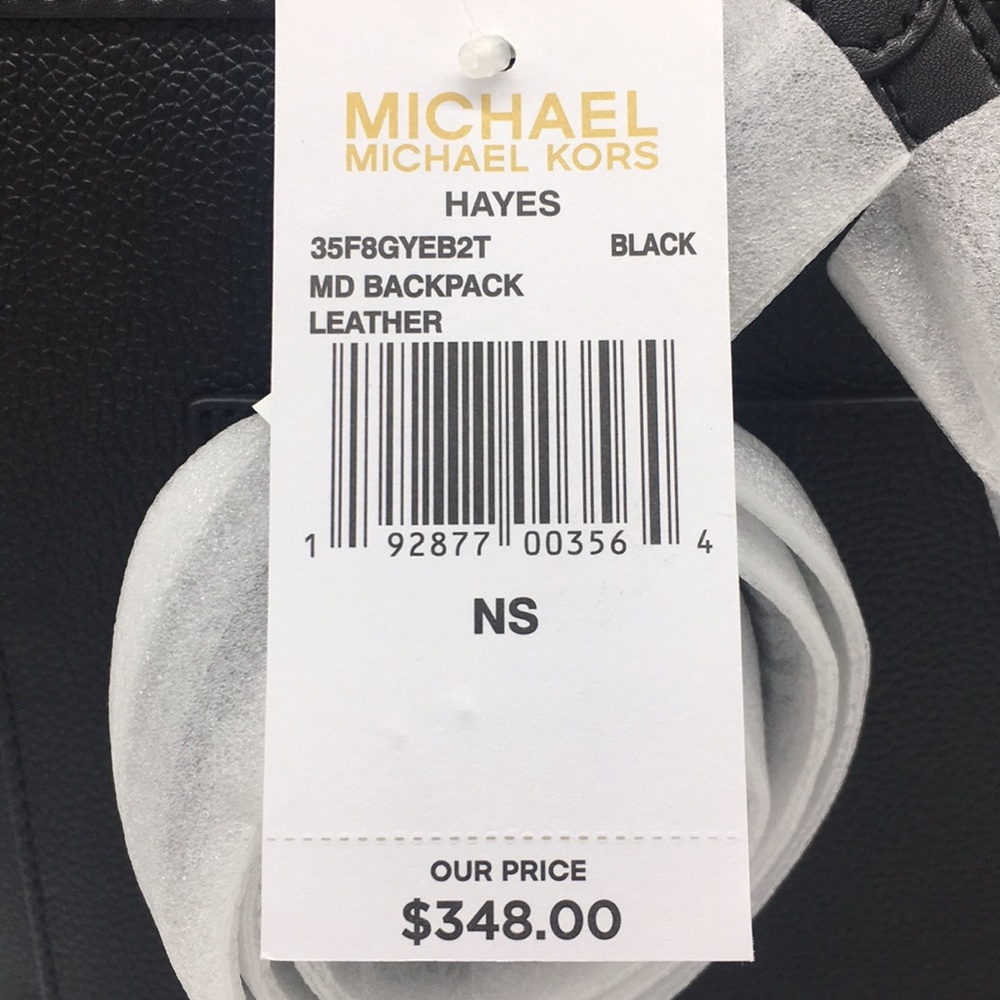 MICHAEL
MICHAEL KORS
HAYES
35F8GYEB2T BLACK
MD BACKPACK
LEATHER
1 92877 00356 4
NS
OUR PRICE
$348.00